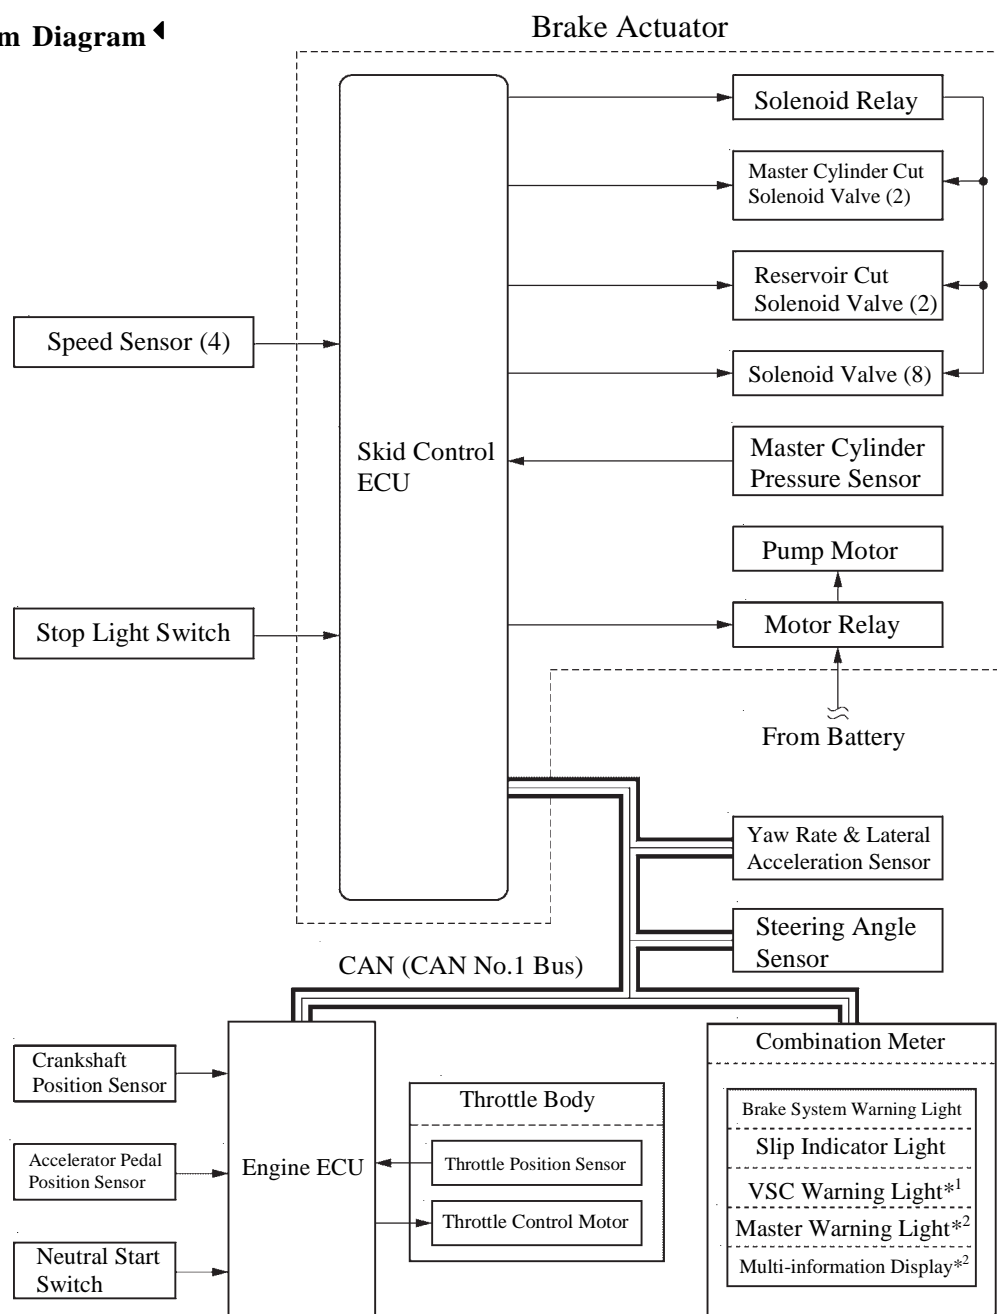 m Diagram
Brake Actuator
Solenoid Relay
Master Cylinder Cut
Solenoid Valve (2)
Reservoir Cut
Solenoid Valve (2)
Speed Sensor (4)
Solenoid Valve (8)
Skid Control
ECU
Master Cylinder
Pressure Sensor
Pump Motor
Stop Light Switch
Motor Relay
From Battery
Yaw Rate & Lateral
Acceleration Sensor
Steering Angle
Sensor
CAN (CAN No.1 Bus)
Crankshaft
Position Sensor
Accelerator Pedal
Position Sensor
Neutral Start
Switch
Engine ECU
Throttle Body
Throttle Position Sensor
Throttle Control Motor
Combination Meter
Brake System Warning Light
Slip Indicator Light
VSC Warning Light*1
Master Warning Light*2
Multi-information Display*2